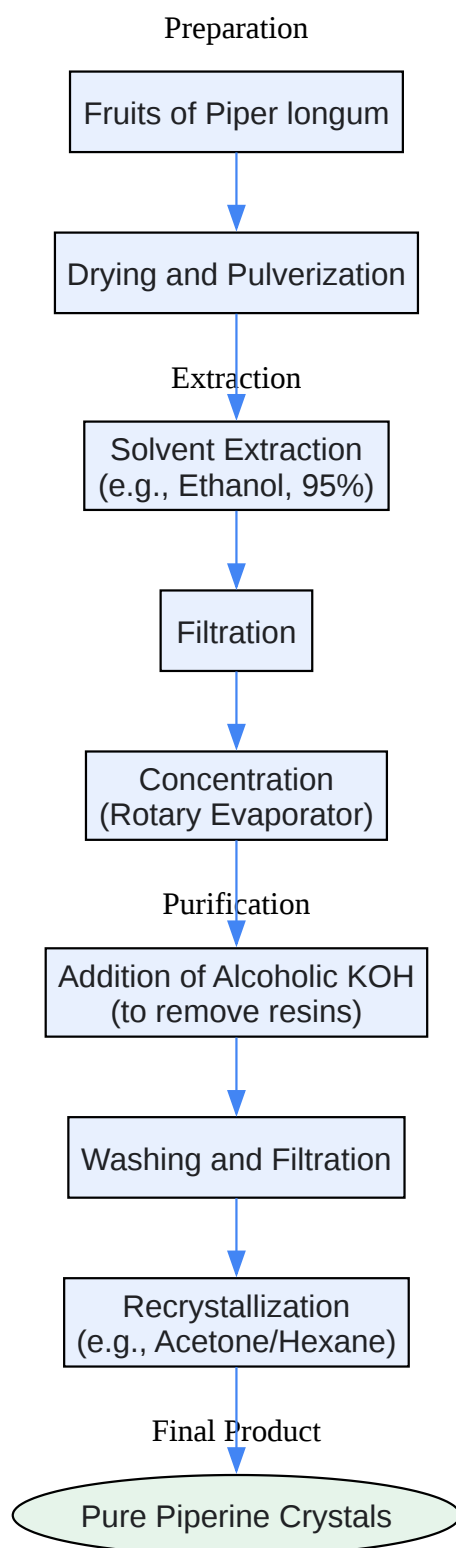 Preparation
Fruits of Piper longum
Drying and Pulverization
Extraction
Solvent Extraction
(e.g., Ethanol, 95%)
Filtration
Concentration
(Rotary Evaporator)
Purification
Addition of Alcoholic KOH
(to remove resins)
Washing and Filtration
Recrystallization
(e.g., Acetone/Hexane)
Final Product
Pure Piperine Crystals